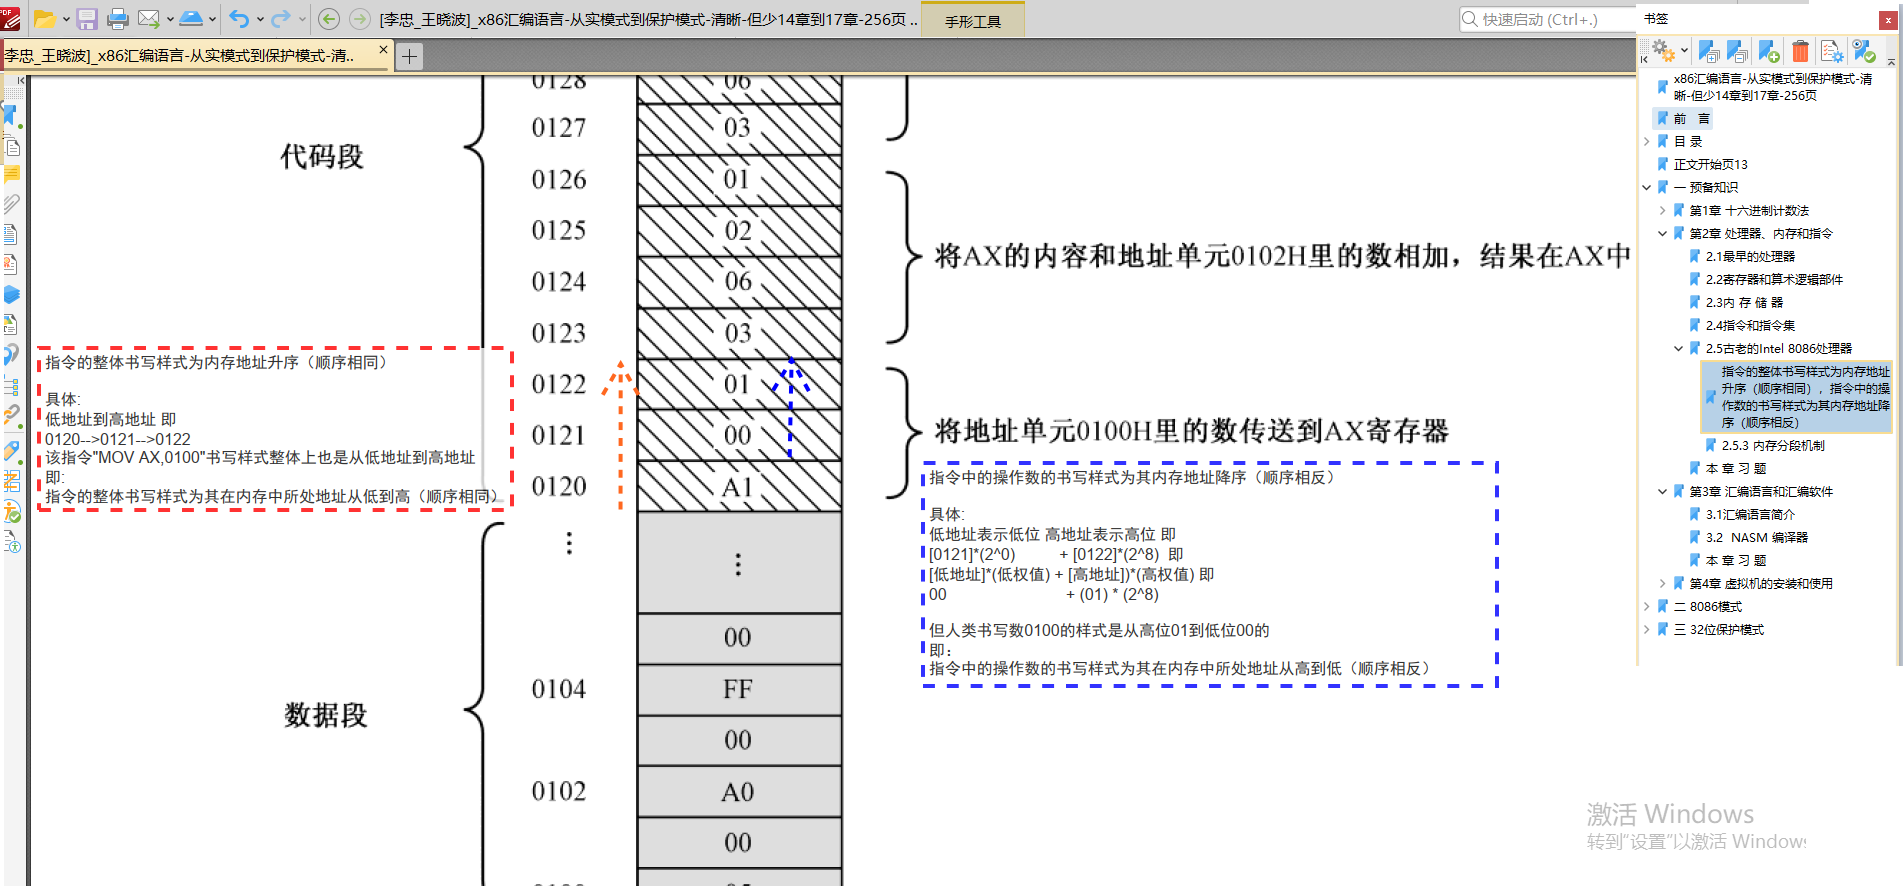 [李忠_王晓波]_x86汇编语言-从实模式到保护模式-清晰-但少14章到17章-256页 ..
手形工具
快速启动 (Ctrl+.)
李忠_王晓波]_x86汇编语言-从实模式到保护模式-清..
代码段
0128 06
0127 03
0126 01
0125 02
0124 06
0123 03
将AX的内容和地址单元0102H里的数相加，结果在AX中
0122 01
0121 00
0120 A1
将地址单元0100H里的数传送到AX寄存器
指令的整体书写样式为内存地址升序（顺序相同）
具体:
低地址到高地址 即
0120-->0121-->0122
该指令"MOV AX,0100"书写样式整体上也是从低地址到高地址
即:
指令的整体书写样式为其在内存中所处地址从低到高（顺序相同）
指令中的操作数的书写样式为其内存地址降序（顺序相反）
具体:
低地址表示低位 高地址表示高位 即
[0121]*(2^0) + [0122]*(2^8) 即
[低地址]*(低权值) + [高地址])*(高权值) 即
00 + (01) * (2^8)
但人类书写数0100的样式是从高位01到低位00的
即：
指令中的操作数的书写样式为其在内存中所处地址从高到低（顺序相反）
⋮ ⋮
数据段
00
0104 FF
00
0102 A0
00
书签
x86汇编语言-从实模式到保护模式-清
晰-但少14章到17章-256页
前 言
目 录
正文开始页13
一 预备知识
第1章 十六进制计数法
第2章 处理器、内存和指令
2.1最早的处理器
2.2寄存器和算术逻辑部件
2.3内 存 储 器
2.4指令和指令集
2.5古老的Intel 8086处理器
指令的整体书写样式为内存地址
升序（顺序相同），指令中的操
作数的书写样式为其内存地址降
序（顺序相反）
2.5.3 内存分段机制
本 章 习 题
第3章 汇编语言和汇编软件
3.1汇编语言简介
3.2 NASM 编译器
本 章 习 题
第4章 虚拟机的安装和使用
二 8086模式
三 32位保护模式
激活 Windows
转到“设置”以激活 Windows